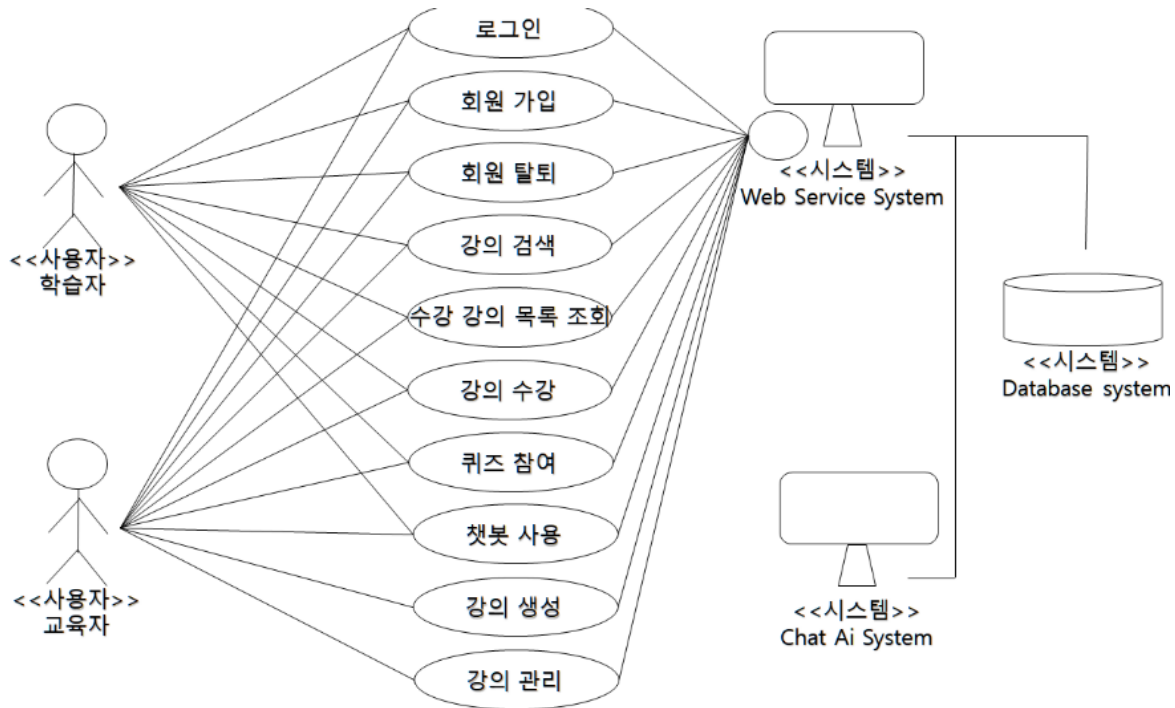 로그인
회원 가입
회원 탈퇴
강의 검색
수강 강의 목록 조회
강의 수강
퀴즈 참여
챗봇 사용
강의 생성
강의 관리
<<사용자>>
학습자
<<사용자>>
교육자
<<시스템>>
Web Service System
<<시스템>>
Database system
<<시스템>>
Chat Ai System